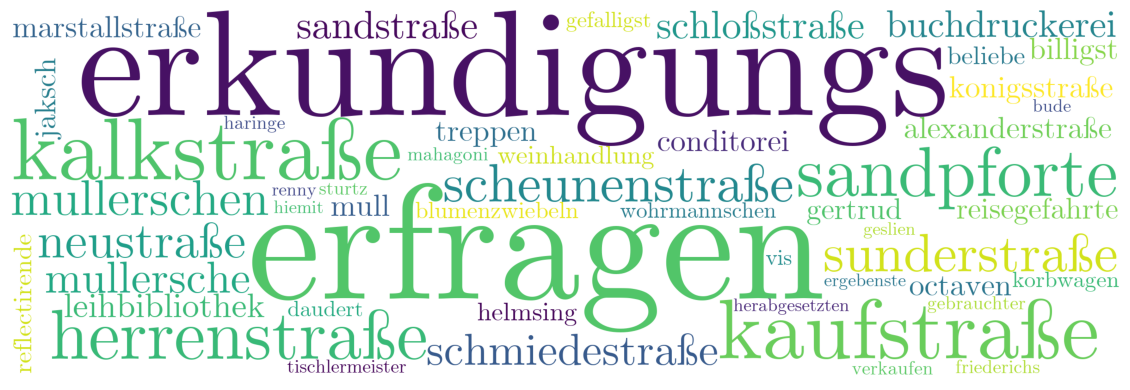 marstallstraße sandstraße gefalligst schloßstraße buchdruckerei
erkundigungs
beliebe billigst
jaksch
konigsstraße
bude
haringe
kalkstraße treppen conditorei alexanderstraße
mahagoni weinhandlung
scheunenstraße sandpforte
mullerschen renny sturtz
hiemit mull blumenzwiebeln wohrmannschen gertrud reisegefahrte
geslien
neustraße erfragen vis sunderstraße
reflectirende
mullersche ergebenste octaven korbwagen
leihbibliothek daudert helmsing herabgesetzten gebrauchter
herrenstraße schmiedestraße kaufstraße
tischlermeister verkaufen friederichs